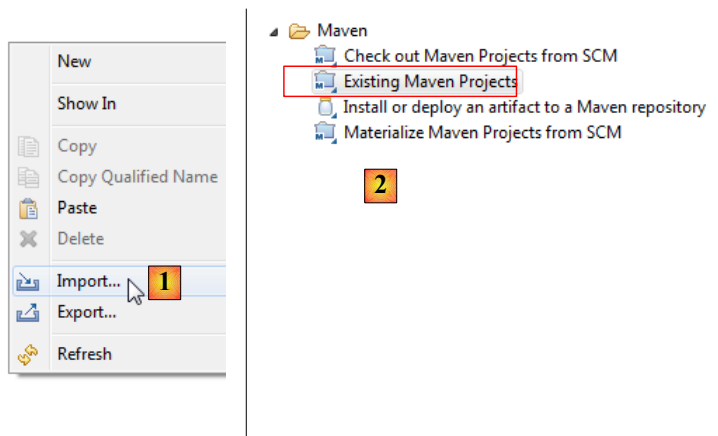 New
Show In
Copy
Copy Qualified Name
Paste
Delete
Import...
1
Export...
Refresh
Maven
Check out Maven Projects from SCM
Existing Maven Projects
Install or deploy an artifact to a Maven repository
Materialize Maven Projects from SCM
2